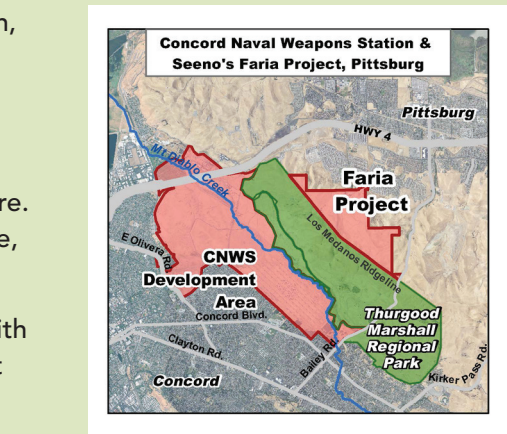 n,
re.
e,
ith
t
Concord Naval Weapons Station &
Seeno's Faria Project, Pittsburg
Pittsburg
HWY 4
Mt Diablo Creek
Faria
Project
Los Medanos Ridgeline
E Olivera Rd.
CNWS
Development
Area
Concord Blvd.
Thurgood
Marshall
Regional
Park
Clayton Rd.
Bailey Rd.
Kirker Pass Rd.
Concord